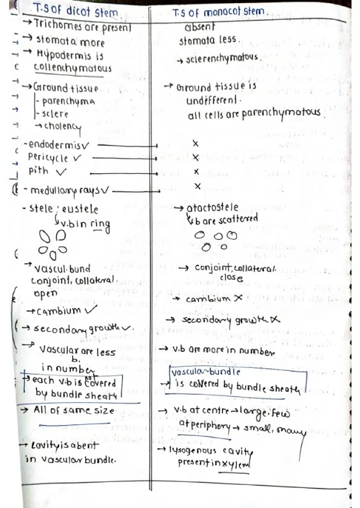 T.S of dicot stem.
→ Trichomes are present
→ stomata more
→ Hypodermis is
collenchymatous
→ Ground tissue
- parenchyma
- sclere
→ cholency
- endodermis ✓
Pericycle ✓
pith ✓
- medullary rays ✓
- stele: eustele
v.b in ring
→ vascul. bund
conjoint, collateral.
open
→ cambium ✓
→ secondary growth ✓.
→ Vascular are less
b.
in number
→ each v.b is not covered
by bundle sheath
→ All of same size
→ cavity is abent
in vascular bundle.
T.S of monocot stem.
absent
stomata less.
→ sclerenchymatous.
→ Ground tissue is
undifferent.
all cells are parenchymatous.
x
x
x
x
→ atactostele
v.b are scattered
→ conjoint, collateral.
close
→ cambium x
→ secondary growth x
→ v.b are more in number
vascular-bundle
→ is covered by bundle sheath
→ v.b at centre → large-few
at periphery → small, many
→ lysogenous cavity
present in xylem